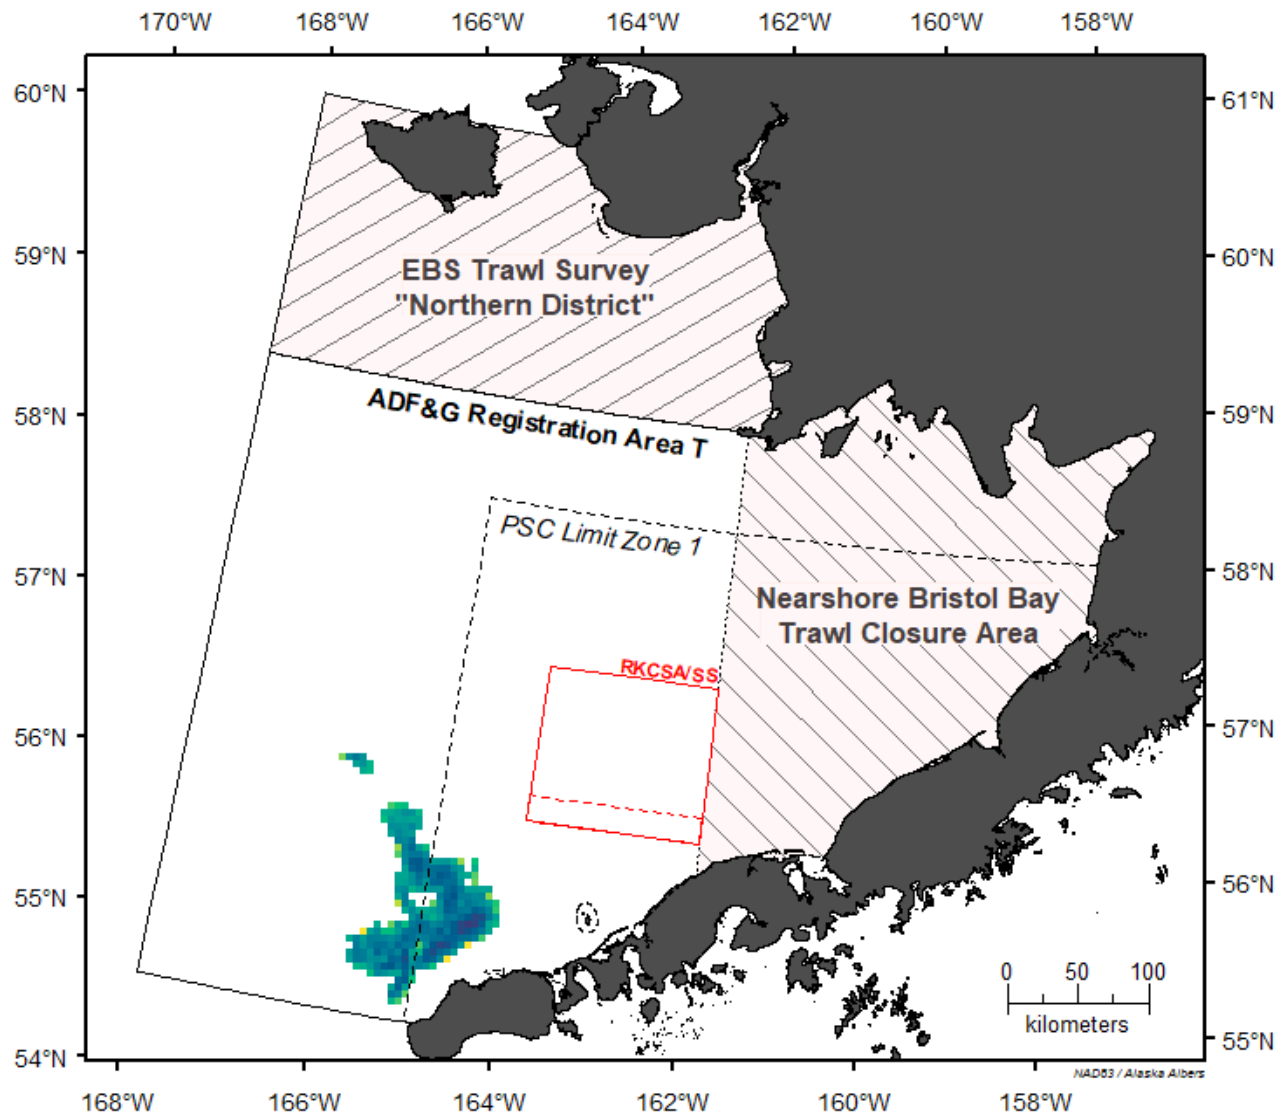 170°W 168°W 166°W 164°W 162°W 160°W 158°W
60°N
61°N
EBS Trawl Survey
"Northern District"
59°N
60°N
ADF&G Registration Area T
58°N
59°N
PSC Limit Zone 1
57°N
58°N
Nearshore Bristol Bay
Trawl Closure Area
RKCSA/SS
56°N
57°N
55°N
56°N
0 50 100
kilometers
54°N
55°N
NAD83 / Alaska Albers
168°W 166°W 164°W 162°W 160°W 158°W